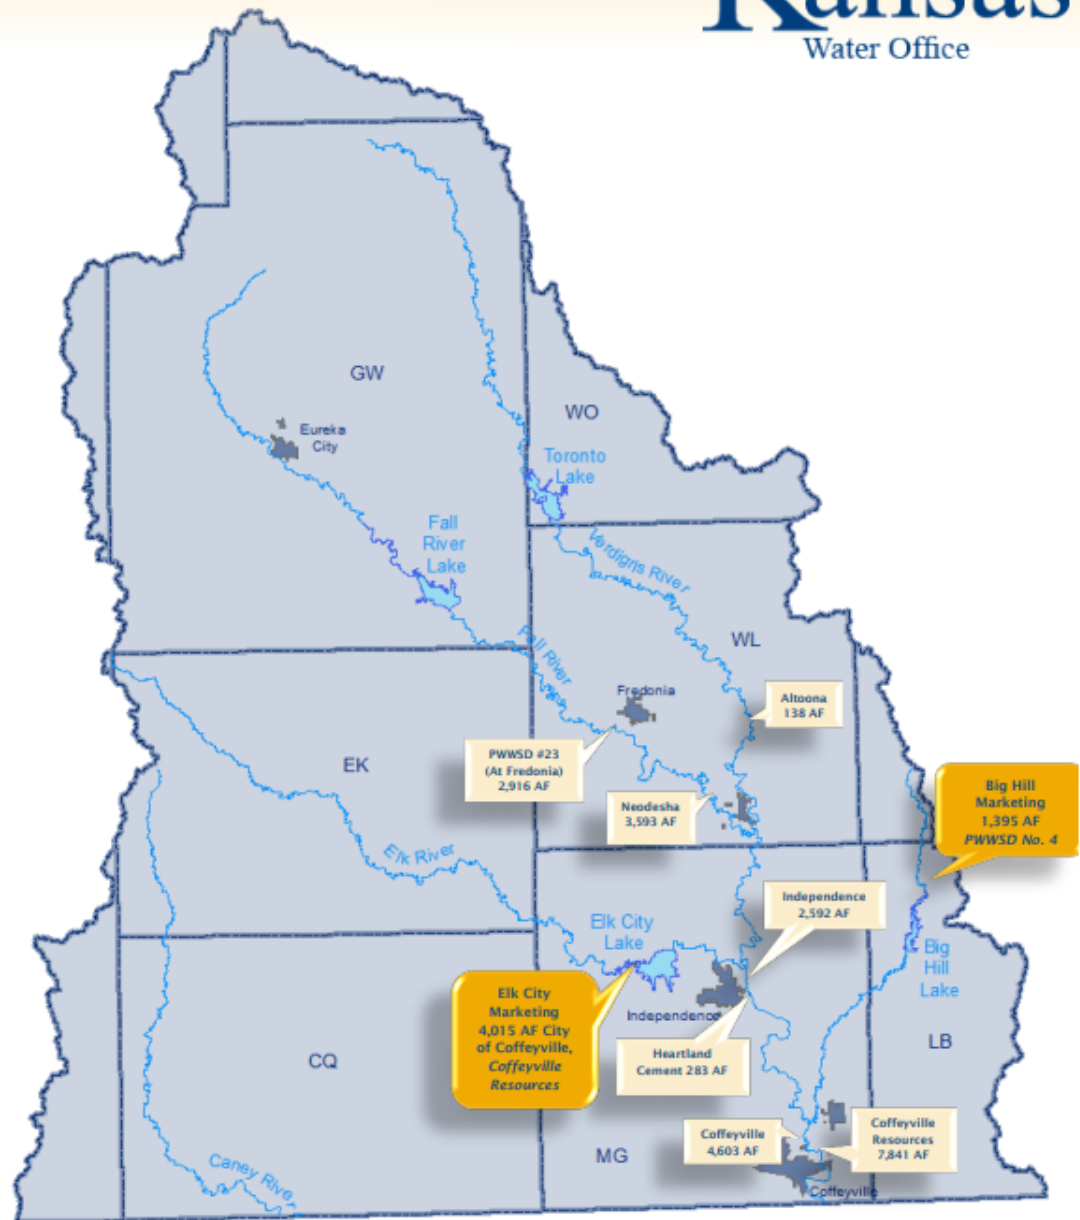 Kansas
Water Office
GW
WO
Eureka
City
Toronto
Lake
Fall
River
Lake
Verdigris River
Fall River
WL
Fredonia
Altoona
138 AF
PWWSD #23
(At Fredonia)
2,916 AF
EK
Neodesha
3,593 AF
Big Hill
Marketing
1,395 AF
PWWSD No. 4
Elk River
Independence
2,592 AF
Elk City
Lake
Big
Hill
Lake
Elk City
Marketing
4,015 AF City
of Coffeyville,
Coffeyville
Resources
Independence
Heartland
Cement 283 AF
LB
CQ
Coffeyville
4,603 AF
Coffeyville
Resources
7,841 AF
MG
Caney River
Coffeyville